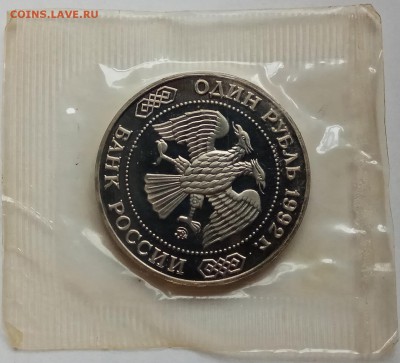 COINS.LAVE.RU
ОДИН РУБЛЬ 1992 г.
БАНК РОССИИ